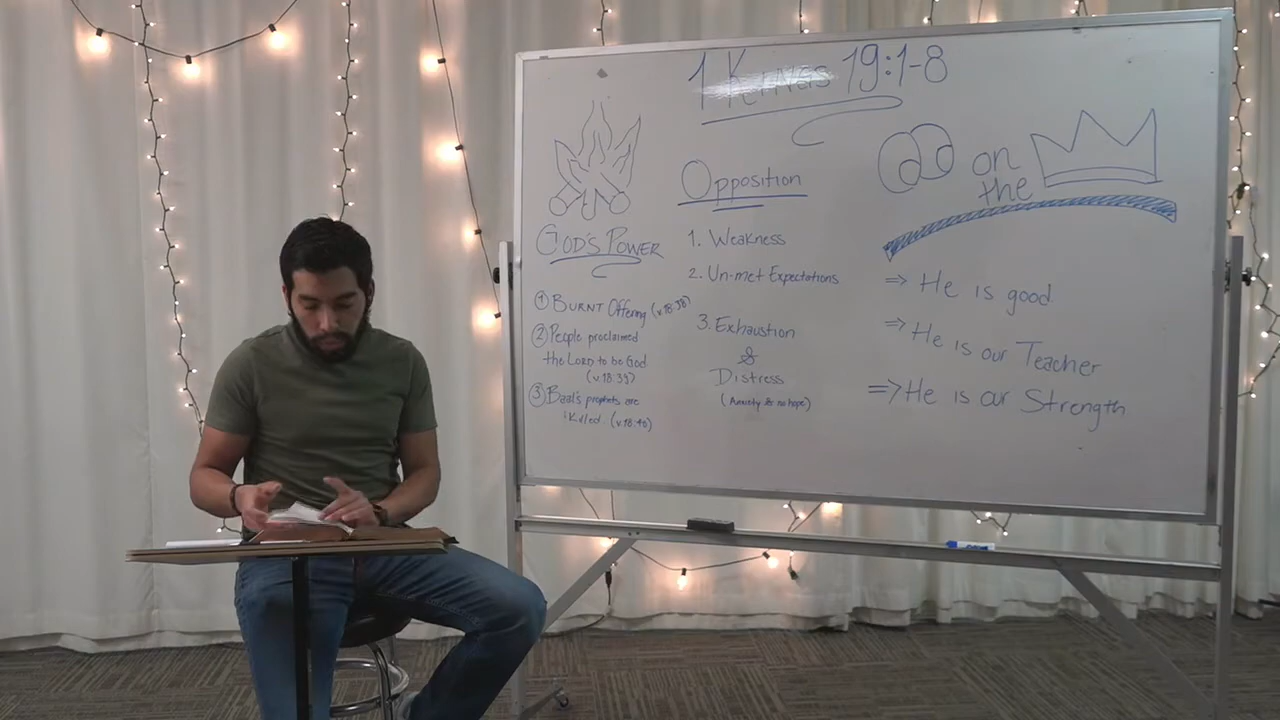 1 Kings 19:1-8
GOD'S POWER
① BURNT Offering (v.18:38)
② People proclaimed
the LORD to be God
(v.18:39)
③ Baal's prophets are
Killed. (v.18:40)
Opposition
1. Weakness
2. Un-met Expectations
3. Exhaustion
&
Distress
(Anxiety & no hope)
on
the
⇒ He is good
⇒ He is our Teacher
⇒ He is our Strength